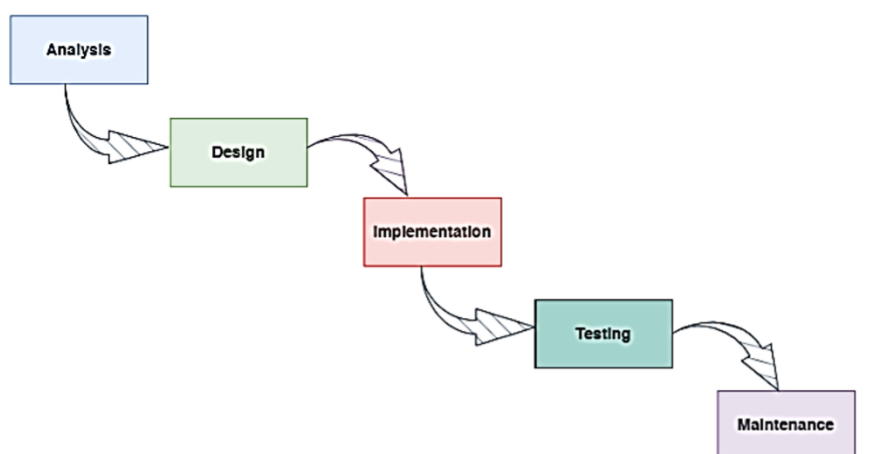 Analysis
Design
Implementation
Testing
Maintenance